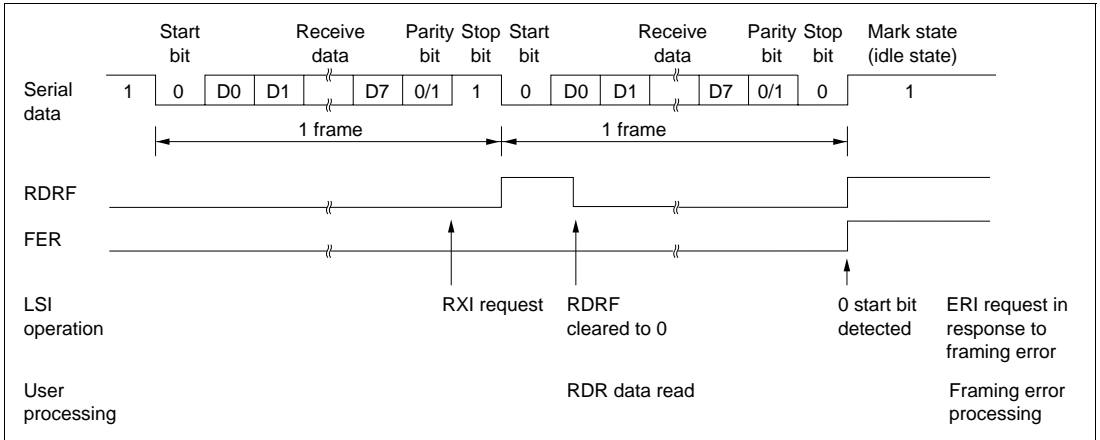 Start bit Receive data Parity bit Stop bit Start bit Receive data Parity bit Stop bit Mark state (idle state)
Serial data 1 0 D0 D1 D7 0/1 1 0 D0 D1 D7 0/1 0 1
1 frame 1 frame
RDRF
FER
LSI operation RXI request RDRF cleared to 0 0 start bit detected ERI request in response to framing error
User processing RDR data read Framing error processing